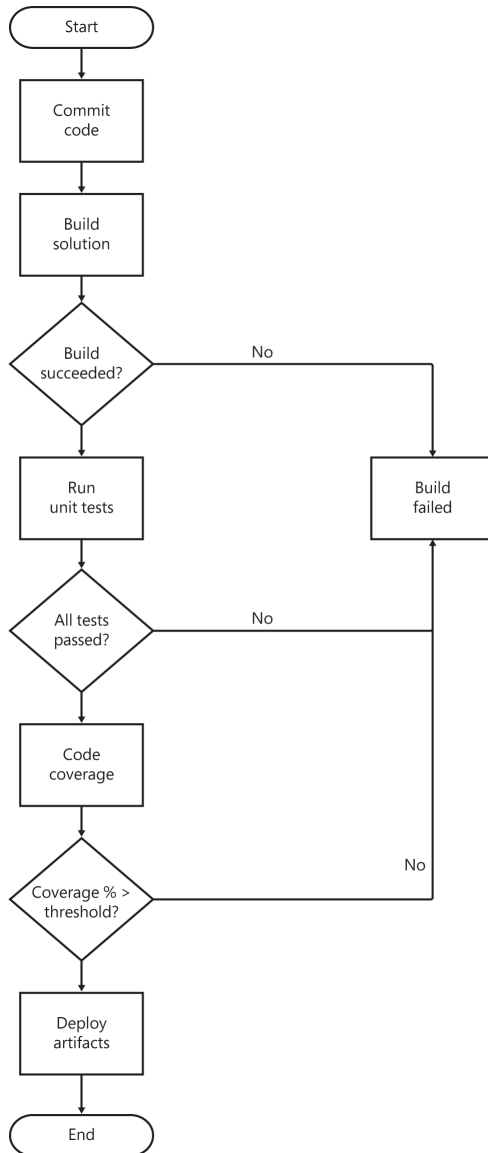 Start
Commit
code
Build
solution
Build
succeeded?
No
Run
unit tests
Build
failed
All tests
passed?
No
Code
coverage
No
Coverage % >
threshold?
Deploy
artifacts
End